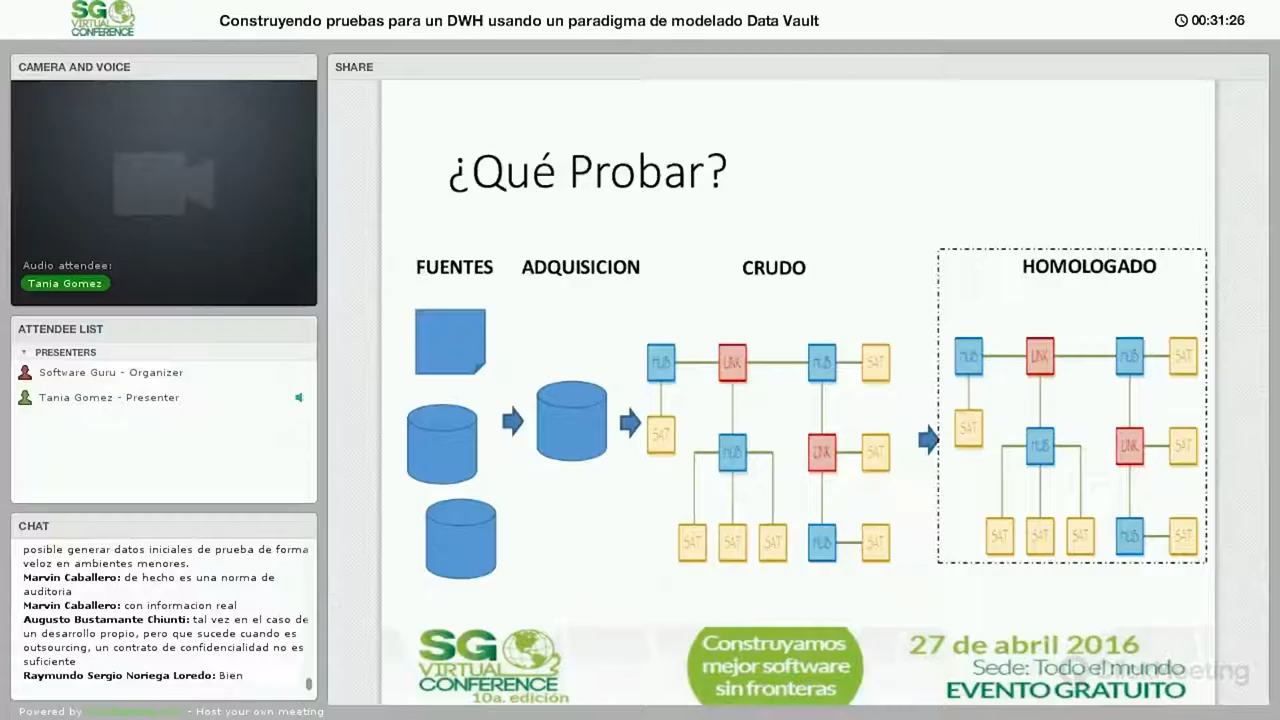 SG
VIRTUAL
CONFERENCE
Construyendo pruebas para un DWH usando un paradigma de modelado Data Vault
00:31:26
CAMERA AND VOICE
Audio attendee:
Tania Gomez
ATTENDEE LIST
PRESENTERS
Software Guru - Organizer
Tania Gomez - Presenter
CHAT
posible generar datos iniciales de prueba de forma
veloz en ambientes menores.
Marvin Caballero: de hecho es una norma de
auditoria
Marvin Caballero: con informacion real
Augusto Bustamante Chiunti: tal vez en el caso de
un desarrollo propio, pero que sucede cuando es
outsourcing, un contrato de confidencialidad no es
suficiente
Raymundo Sergio Noriega Loredo: Bien
SHARE
¿Qué Probar?
FUENTES ADQUISICION CRUDO HOMOLOGADO
HUB LINK HUB SAT HUB LINK HUB SAT
SAT HUB LINK SAT SAT HUB LINK SAT
SAT SAT SAT HUB SAT SAT SAT SAT HUB SAT
SG
VIRTUAL
CONFERENCE
10a. edición
Construyamos
mejor software
sin fronteras
27 de abril 2016
Sede: Todo el mundo
EVENTO GRATUITO
ClickMeeting
Powered by ClickMeeting.com - Host your own meeting